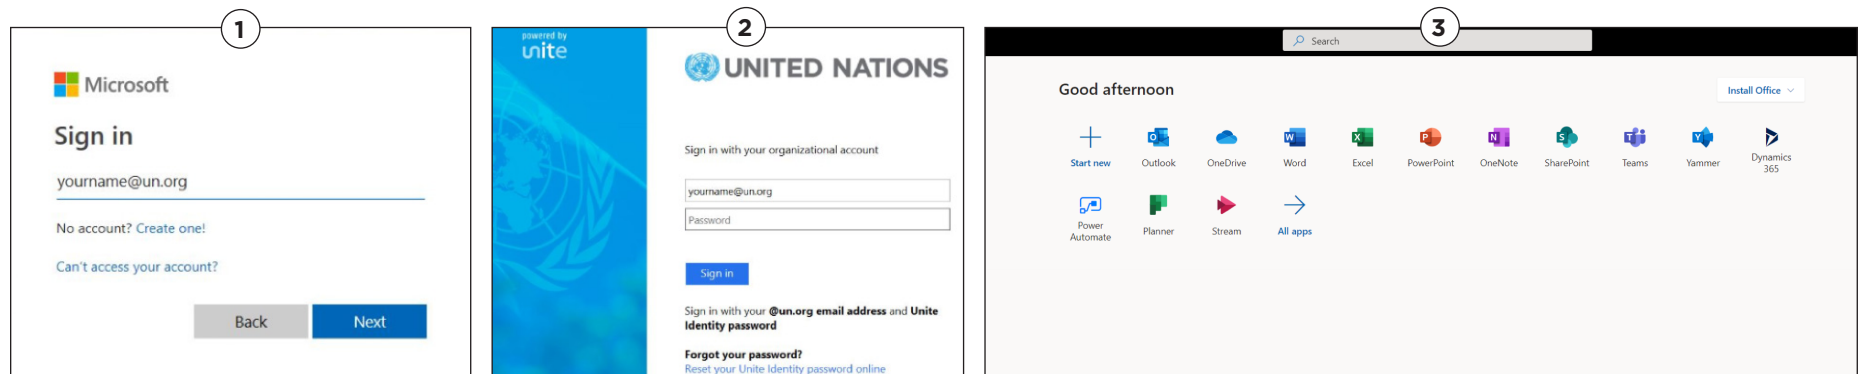 1
Microsoft
Sign in
yourname@un.org
No account? Create one!
Can't access your account?
Back
Next
2
powered by
unite
UNITED NATIONS
Sign in with your organizational account
yourname@un.org
Password
Sign in
Sign in with your @un.org email address and Unite
Identity password
Forgot your password?
Reset your Unite Identity password online
3
Search
Good afternoon
Install Office
Start new
Outlook
OneDrive
Word
Excel
PowerPoint
OneNote
SharePoint
Teams
Yammer
Dynamics
365
Power
Automate
Planner
Stream
All apps